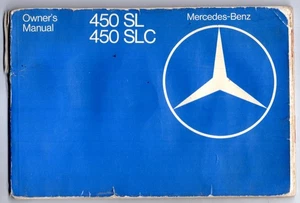 Owner's
Manual
450 SL
450 SLC
Mercedes-Benz